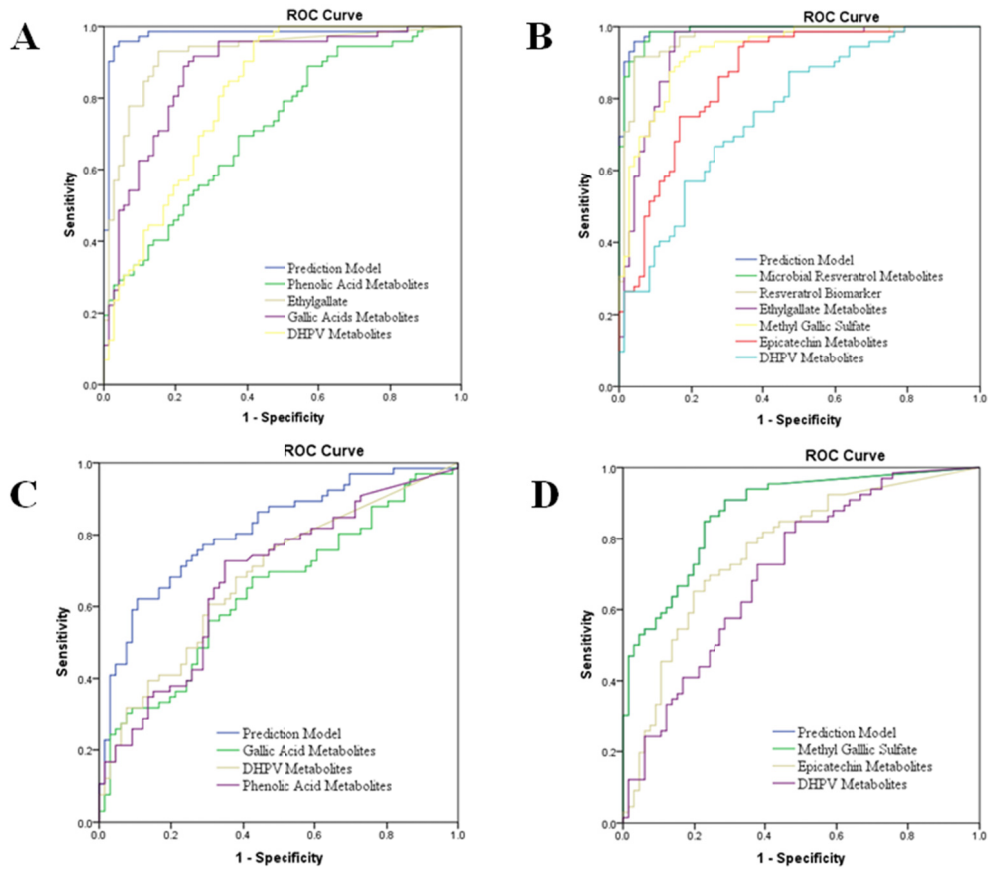 A
ROC Curve
Sensitivity
1.0
0.8
0.6
0.4
0.2
0.0
Prediction Model
Phenolic Acid Metabolites
Ethylgallate
Gallic Acids Metabolites
DHPV Metabolites
0.0 0.2 0.4 0.6 0.8 1.0
1 - Specificity
B
ROC Curve
Sensitivity
1.0
0.8
0.6
0.4
0.2
0.0
Prediction Model
Microbial Resveratrol Metabolites
Resveratrol Biomarker
Ethylgallate Metabolites
Methyl Gallic Sulfate
Epicatechin Metabolites
DHPV Metabolites
0.0 0.2 0.4 0.6 0.8 1.0
1 - Specificity
C
ROC Curve
Sensitivity
1.0
0.8
0.6
0.4
0.2
0.0
Prediction Model
Gallic Acid Metabolites
DHPV Metabolites
Phenolic Acid Metabolites
0.0 0.2 0.4 0.6 0.8 1.0
1 - Specificity
D
ROC Curve
Sensitivity
1.0
0.8
0.6
0.4
0.2
0.0
Prediction Model
Methyl Galllic Sulfate
Epicatechin Metabolites
DHPV Metabolites
0.0 0.2 0.4 0.6 0.8 1.0
1 - Specificity